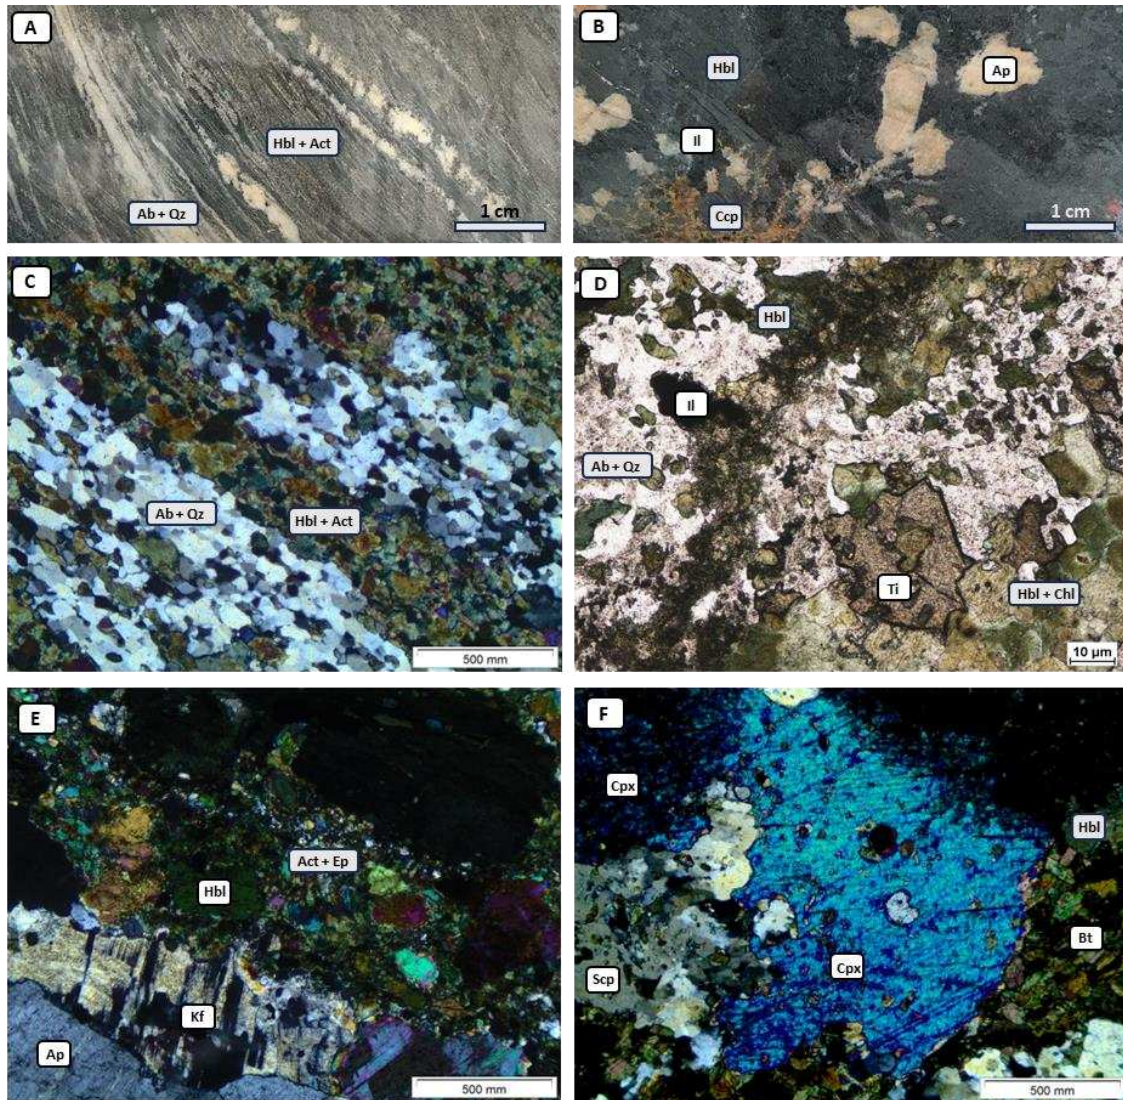 A
Hbl + Act
Ab + Qz
1 cm
B
Hbl
Ap
Il
Ccp
1 cm
C
Ab + Qz
Hbl + Act
500 mm
D
Hbl
Il
Ab + Qz
Ti
Hbl + Chl
10 µm
E
Act + Ep
Hbl
Kf
Ap
500 mm
F
Cpx
Hbl
Bt
Scp
Cpx
500 mm